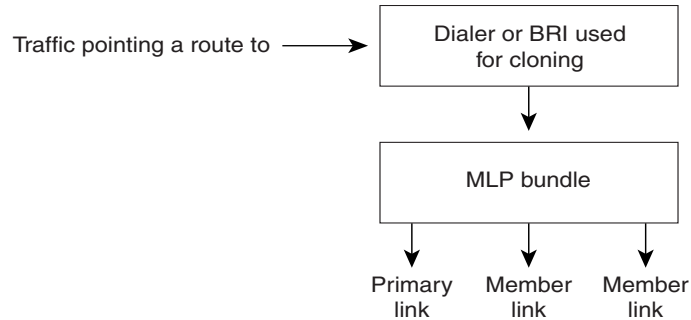 Traffic pointing a route to
Dialer or BRI used
for cloning
MLP bundle
Primary
link
Member
link
Member
link